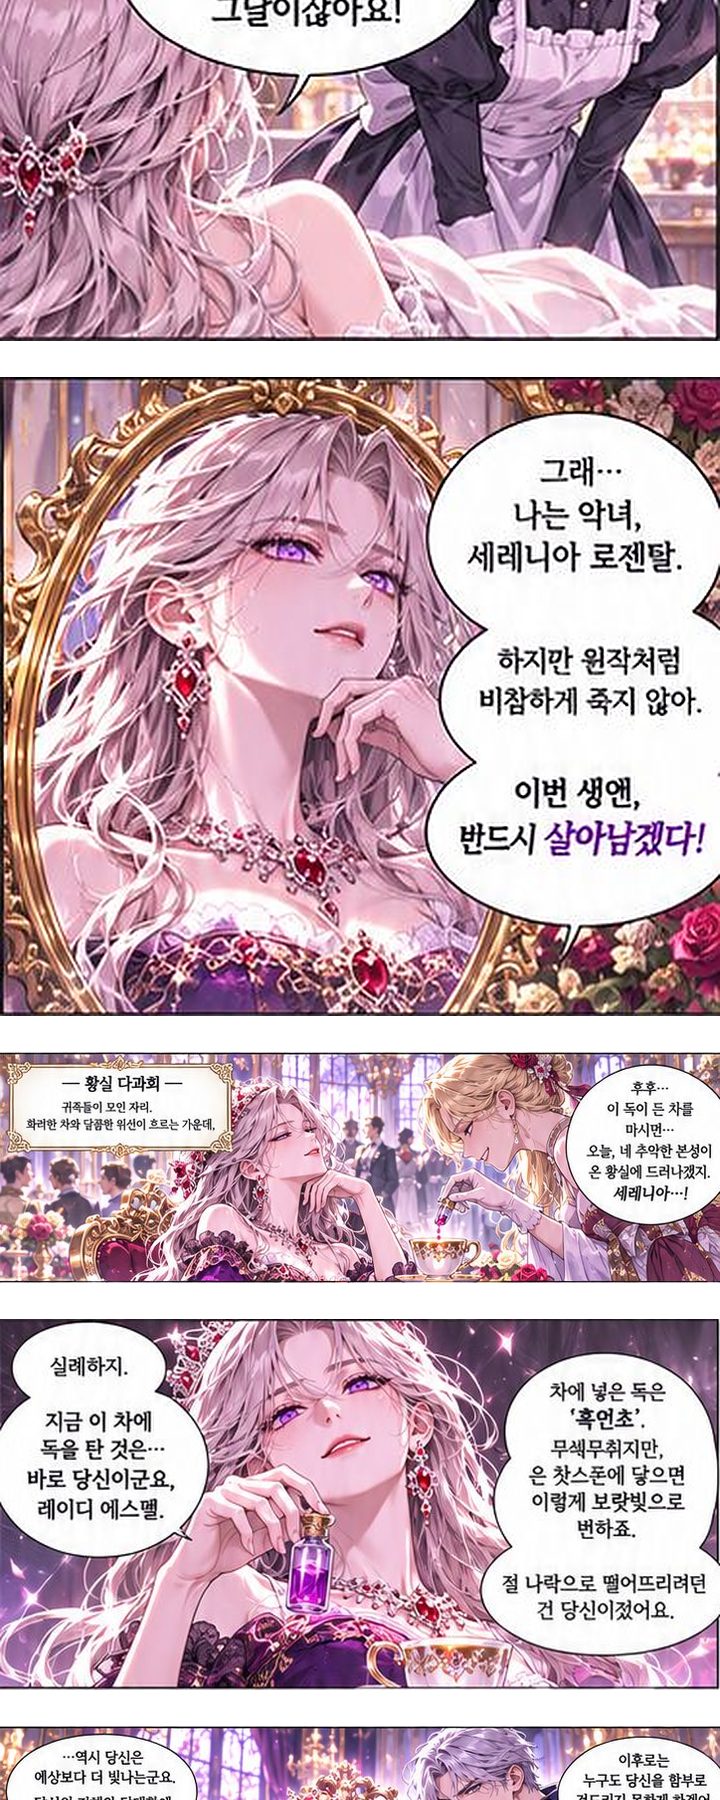 그날이잖아요!
그래…
나는 악녀,
세레니아 로젠탈.
하지만 원작처럼
비참하게 죽지 않아.
이번 생앤,
반드시 살아남겠다!
— 황실 다과회 —
귀족들이 모인 자리.
화려한 차와 달콤한 위선이 흐르는 가운데,
후후…
이 독이 든 차를
마시면…
오늘, 네 추악한 본성이
온 황실에 드러나겠지.
세레니아…!
실례하지.
지금 이 차에
독을 탄 것은…
바로 당신이군요,
레이디 에스멜.
차에 넣은 독은
‘흑언초’.
무색무취지만,
은 찻스푼에 닿으면
이렇게 보랏빛으로
변하죠.
절 나락으로 떨어뜨리려던
건 당신이졌어요.
…역시 당신은
예상보다 더 빛나는군요.
이후로는
누구도 당신을 함부로